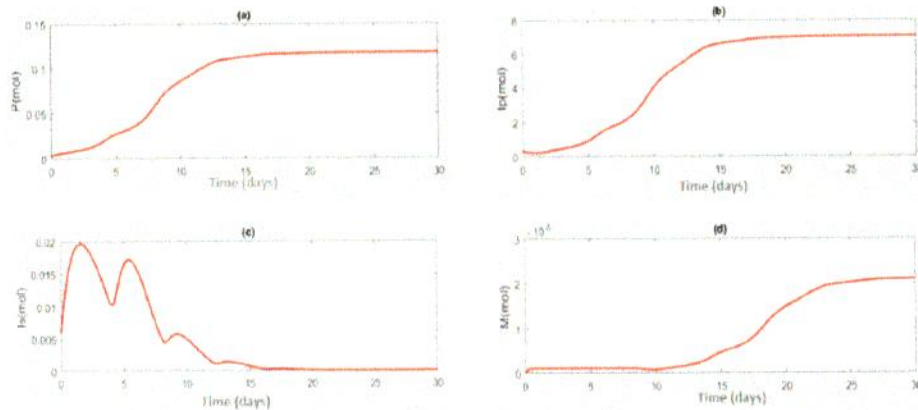 (a) (b)
0.15 8
P(mol) 0.1 Ip(mol) 6
4
0.05 2
0 0
0 5 10 15 20 25 30 0 5 10 15 20 25 30
Time (days) Time (days)
(c) (d)
0.02 3
0.015 2
Is(mol) 0.01 M(mol)
0.005 1
0 0
0 5 10 15 20 25 30 0 5 10 15 20 25 30
Time (days) Time (days)